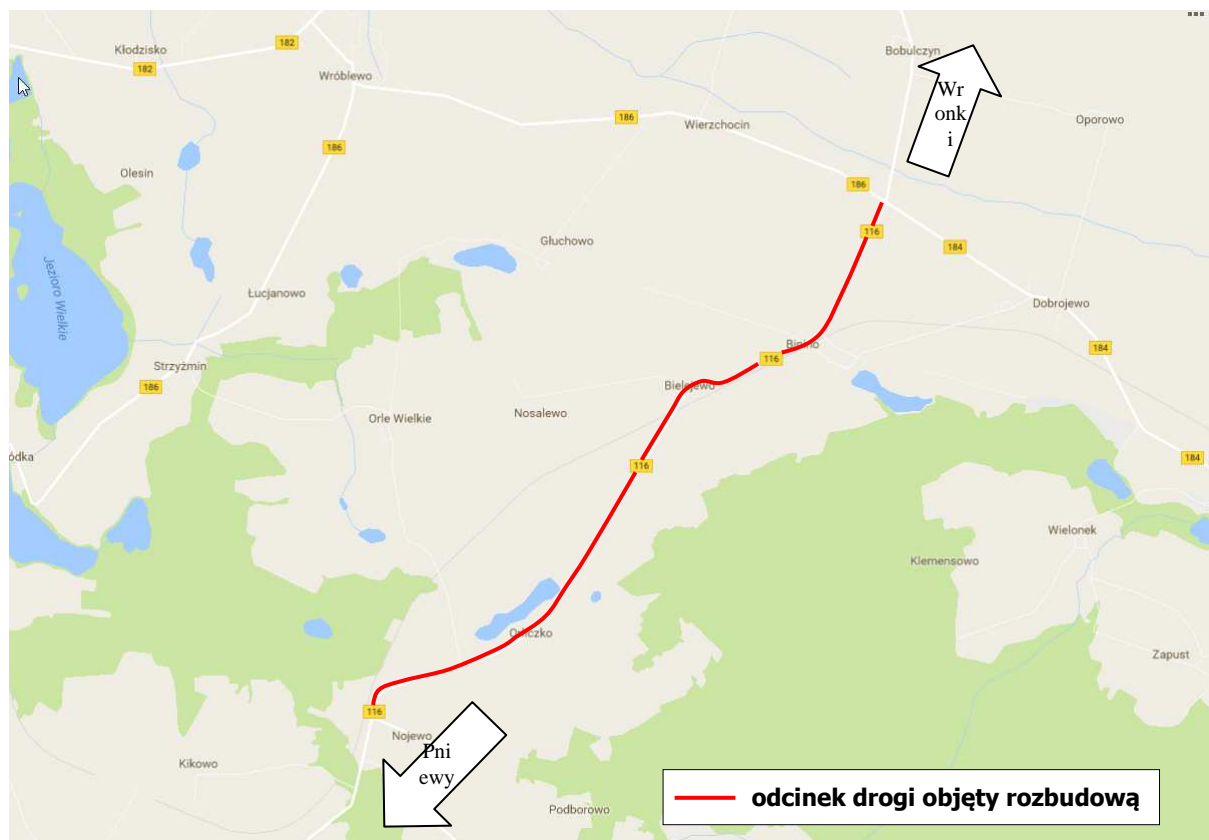 Kłodzisko
182
182
Wróblewo
Bobulczyn
Wr
onk
i
186
Wierzchocin
Oporowo
186
Olesin
186
116
184
Głuchowo
Jezioro Wielkie
Łucjanowo
Dobrojewo
Binino
184
Strzyżmin
116
186
Bielejewo
Orle Wielkie
Nosalewo
ódka
116
184
Wielonek
Klemensowo
Zapust
116
Nojewo
Pni
ewy
Kikowo
Podborowo
odcinek drogi objęty rozbudową